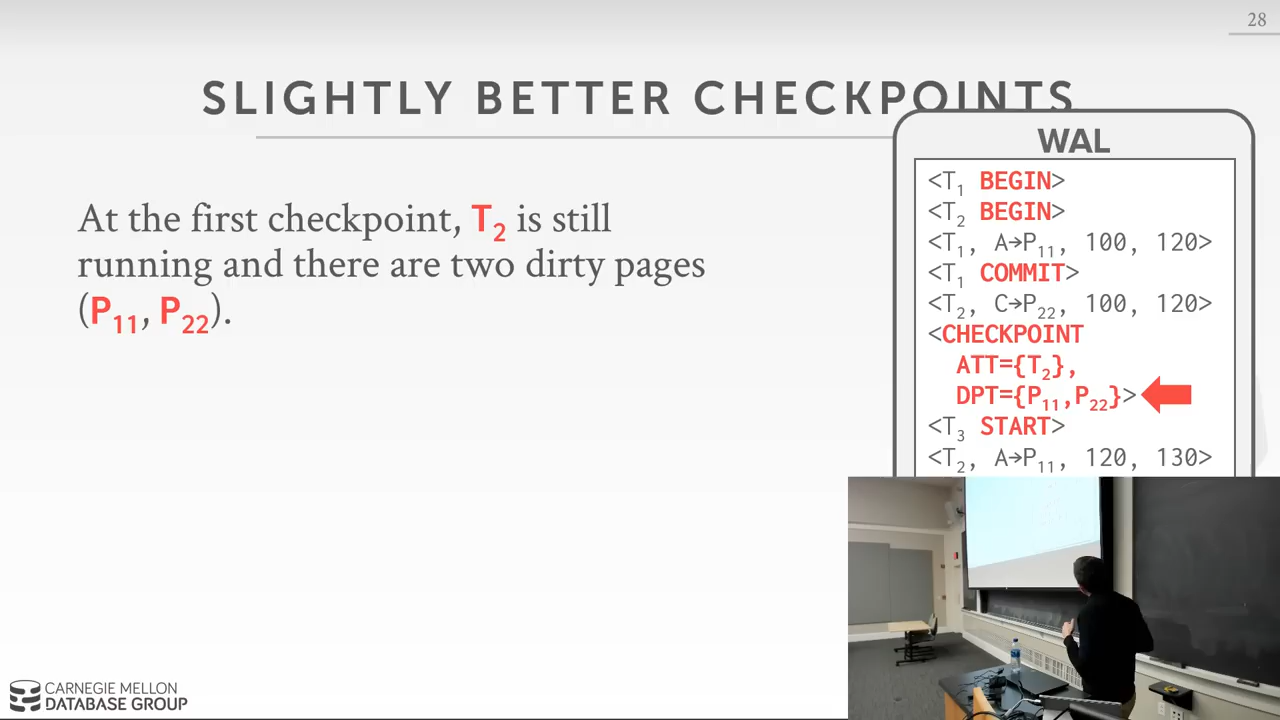 28
SLIGHTLY BETTER CHECKPOINTS
At the first checkpoint, T2 is still
running and there are two dirty pages
(P11, P22).
WAL
<T1 BEGIN>
<T2 BEGIN>
<T1, A→P11, 100, 120>
<T1 COMMIT>
<T2, C→P22, 100, 120>
<CHECKPOINT
ATT={T2},
DPT={P11,P22}>
<T3 START>
<T2, A→P11, 120, 130>
CARNEGIE MELLON
DATABASE GROUP